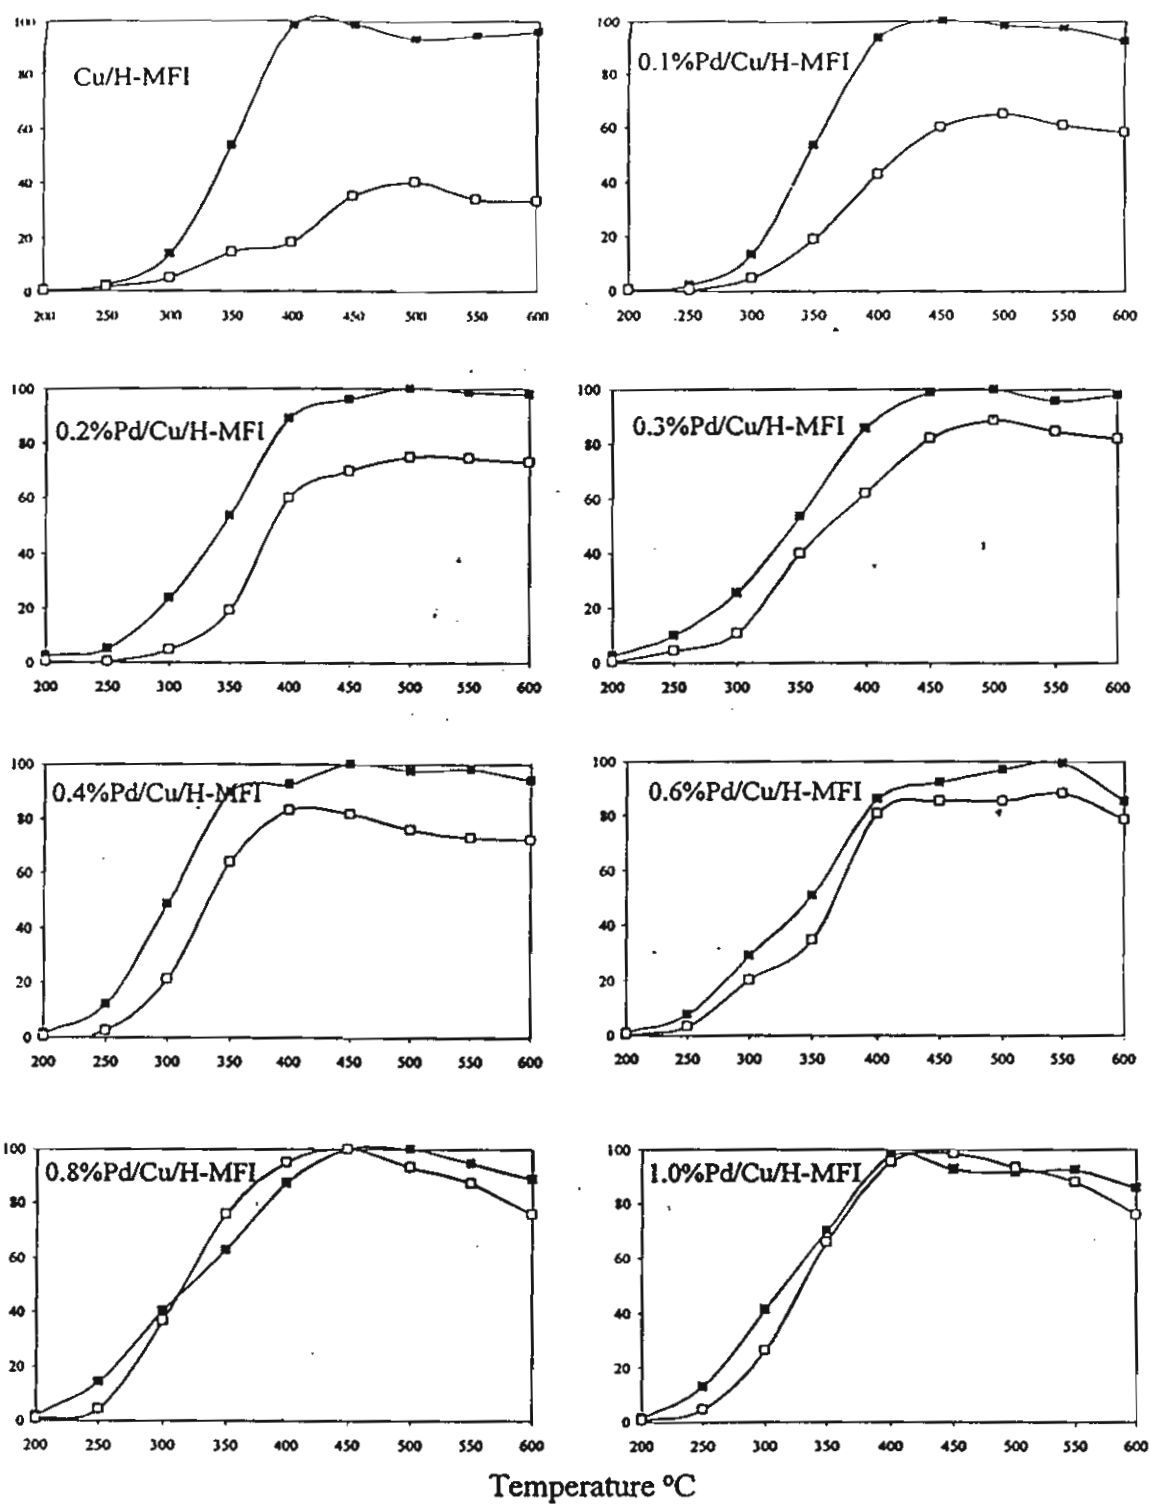 100
Cu/H-MFI
80
60
40
20
0
200 250 300 350 400 450 500 550 600
100
0.1%Pd/Cu/H-MFI
80
60
40
20
0
200 250 300 350 400 450 500 550 600
100
0.2%Pd/Cu/H-MFI
80
60
40
20
0
200 250 300 350 400 450 500 550 600
100
0.3%Pd/Cu/H-MFI
80
60
40
20
0
200 250 300 350 400 450 500 550 600
100
0.4%Pd/Cu/H-MFI
80
60
40
20
0
200 250 300 350 400 450 500 550 600
100
0.6%Pd/Cu/H-MFI
80
60
40
20
0
200 250 300 350 400 450 500 550 600
100
0.8%Pd/Cu/H-MFI
80
60
40
20
0
200 250 300 350 400 450 500 550 600
100
1.0%Pd/Cu/H-MFI
80
60
40
20
0
200 250 300 350 400 450 500 550 600
Temperature ºC